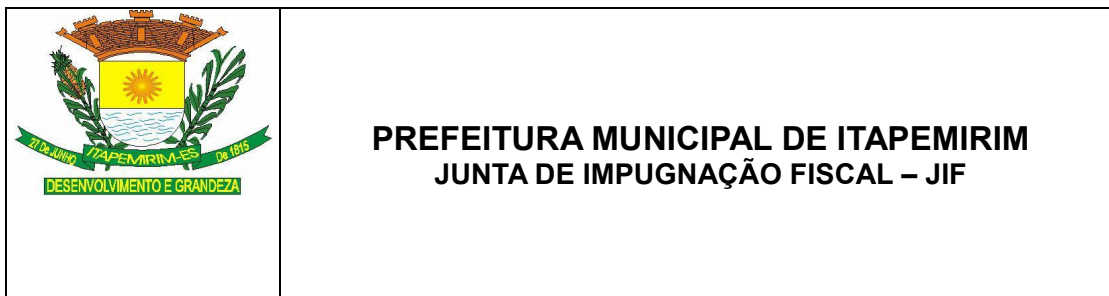 27 De JUNHO ITAPEMIRIM-ES De 1815
DESENVOLVIMENTO E GRANDEZA
PREFEITURA MUNICIPAL DE ITAPEMIRIM
JUNTA DE IMPUGNAÇÃO FISCAL – JIF